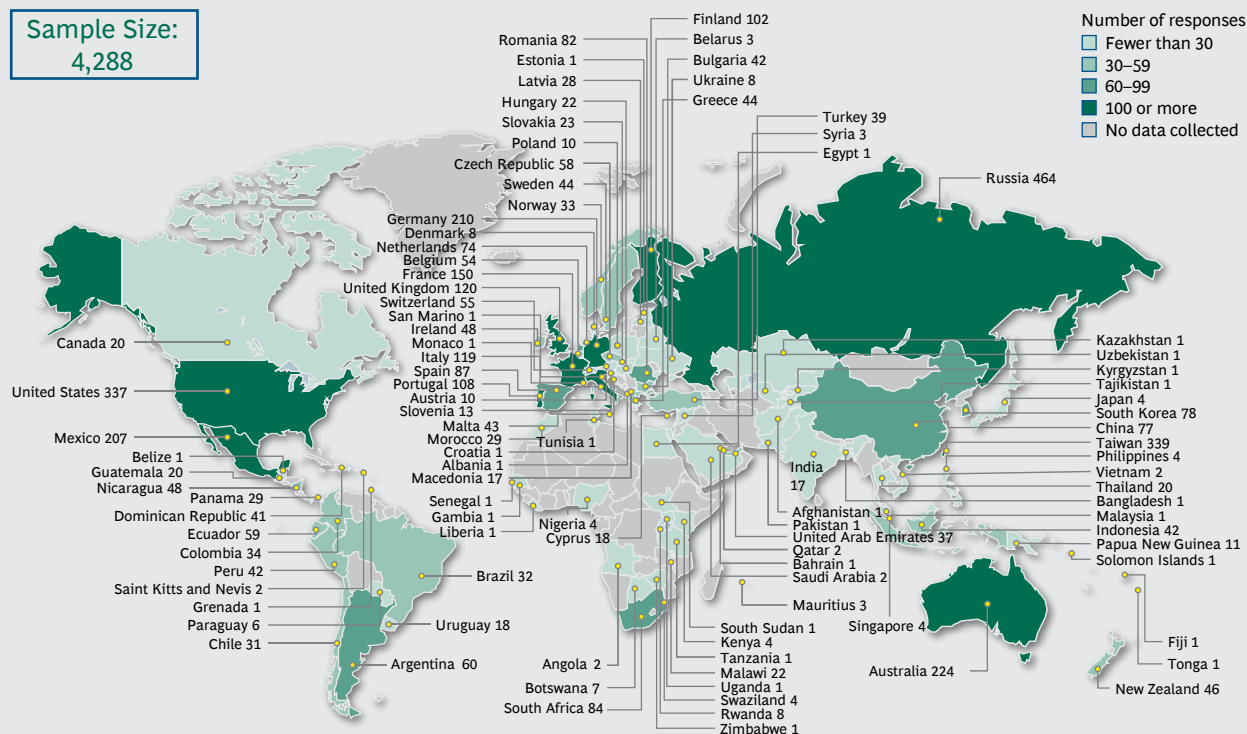 Sample Size:
4,288
Number of responses
Fewer than 30
30–59
60–99
100 or more
No data collected
Finland 102
Romania 82
Belarus 3
Estonia 1
Bulgaria 42
Latvia 28
Ukraine 8
Hungary 22
Greece 44
Slovakia 23
Turkey 39
Poland 10
Syria 3
Czech Republic 58
Egypt 1
Sweden 44
Norway 33
Germany 210
Denmark 8
Netherlands 74
Belgium 54
France 150
United Kingdom 120
Switzerland 55
San Marino 1
Ireland 48
Monaco 1
Italy 119
Spain 87
Portugal 108
Austria 10
Slovenia 13
Malta 43
Morocco 29
Tunisia 1
Croatia 1
Albania 1
Macedonia 17
Senegal 1
Gambia 1
Liberia 1
Nigeria 4
Cyprus 18
Russia 464
Canada 20
United States 337
Mexico 207
Belize 1
Guatemala 20
Nicaragua 48
Panama 29
Dominican Republic 41
Ecuador 59
Colombia 34
Peru 42
Saint Kitts and Nevis 2
Grenada 1
Paraguay 6
Chile 31
Brazil 32
Uruguay 18
Argentina 60
Kazakhstan 1
Uzbekistan 1
Kyrgyzstan 1
Tajikistan 1
Japan 4
South Korea 78
China 77
Taiwan 339
Philippines 4
Vietnam 2
Thailand 20
Bangladesh 1
Malaysia 1
Indonesia 42
Papua New Guinea 11
Solomon Islands 1
India
17
Afghanistan 1
Pakistan 1
United Arab Emirates 37
Qatar 2
Bahrain 1
Saudi Arabia 2
Mauritius 3
Singapore 4
South Sudan 1
Kenya 4
Tanzania 1
Malawi 22
Uganda 1
Swaziland 4
Rwanda 8
Zimbabwe 1
Angola 2
Botswana 7
South Africa 84
Australia 224
Fiji 1
Tonga 1
New Zealand 46